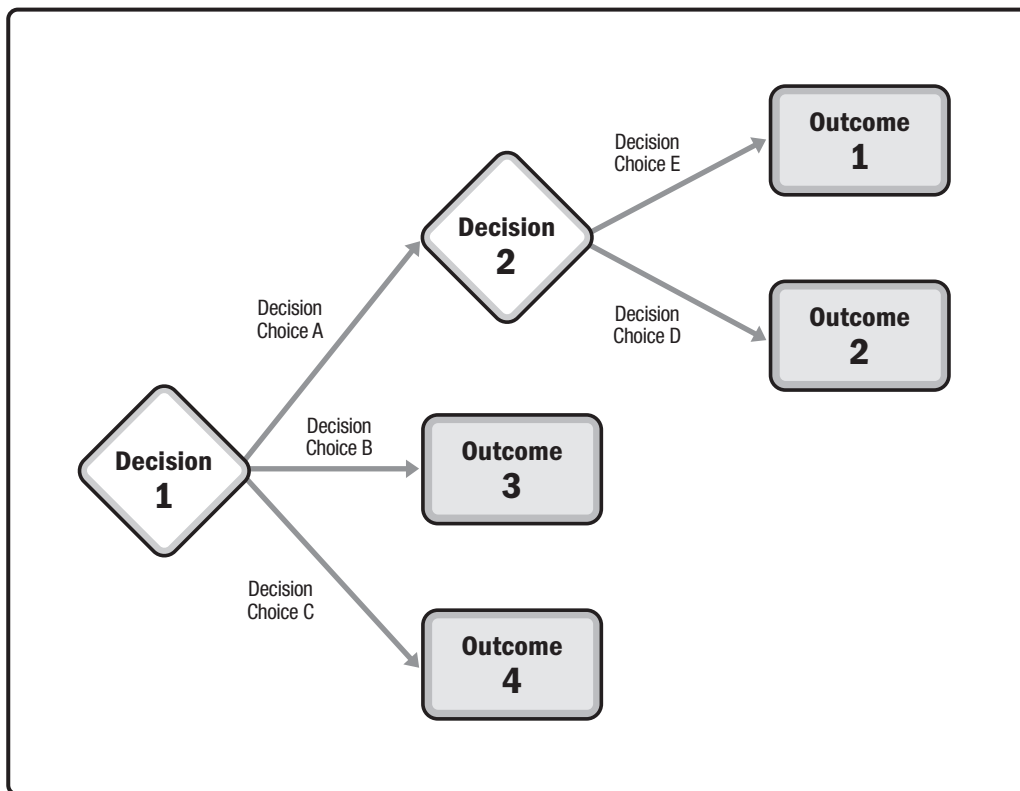 Decision
Choice E
Outcome
1
Decision
2
Decision
Choice A
Decision
Choice D
Outcome
2
Decision
1
Decision
Choice B
Outcome
3
Decision
Choice C
Outcome
4